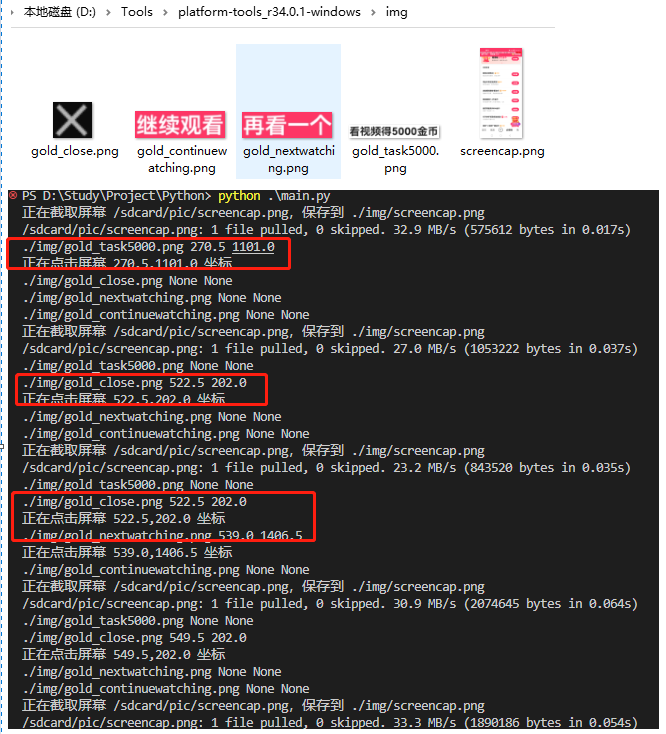 本地磁盘 (D:) > Tools > platform-tools_r34.0.1-windows > img
继续观看
再看一个
看视频得5000金币
gold_close.png
gold_continuew
atching.png
gold_nextwatchi
ng.png
gold_task5000.
png
screencap.png
PS D:\Study\Project\Python> python .\main.py
正在截取屏幕 /sdcard/pic/screencap.png, 保存到 ./img/screencap.png
/sdcard/pic/screencap.png: 1 file pulled, 0 skipped. 32.9 MB/s (575612 bytes in 0.017s)
./img/gold_task5000.png 270.5 1101.0
正在点击屏幕 270.5,1101.0 坐标
./img/gold_close.png None None
./img/gold_nextwatching.png None None
./img/gold_continuewatching.png None None
正在截取屏幕 /sdcard/pic/screencap.png, 保存到 ./img/screencap.png
/sdcard/pic/screencap.png: 1 file pulled, 0 skipped. 27.0 MB/s (1053222 bytes in 0.037s)
./img/gold_task5000.png None None
./img/gold_close.png 522.5 202.0
正在点击屏幕 522.5,202.0 坐标
./img/gold_nextwatching.png None None
./img/gold_continuewatching.png None None
正在截取屏幕 /sdcard/pic/screencap.png, 保存到 ./img/screencap.png
/sdcard/pic/screencap.png: 1 file pulled, 0 skipped. 23.2 MB/s (843520 bytes in 0.035s)
./img/gold_task5000.png None None
./img/gold_close.png 522.5 202.0
正在点击屏幕 522.5,202.0 坐标
./img/gold_nextwatching.png 539.0 1406.5
正在点击屏幕 539.0,1406.5 坐标
./img/gold_continuewatching.png None None
正在截取屏幕 /sdcard/pic/screencap.png, 保存到 ./img/screencap.png
/sdcard/pic/screencap.png: 1 file pulled, 0 skipped. 30.9 MB/s (2074645 bytes in 0.064s)
./img/gold_task5000.png None None
./img/gold_close.png 549.5 202.0
正在点击屏幕 549.5,202.0 坐标
./img/gold_nextwatching.png None None
./img/gold_continuewatching.png None None
正在截取屏幕 /sdcard/pic/screencap.png, 保存到 ./img/screencap.png
/sdcard/pic/screencap.png: 1 file pulled, 0 skipped. 33.3 MB/s (1890186 bytes in 0.054s)